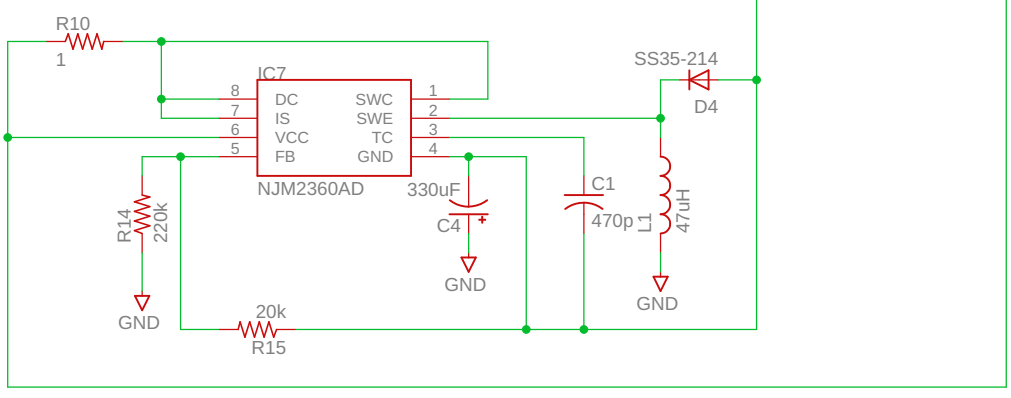 R10
1
SS35-214
D4
IC7
8 DC SWC 1
7 IS SWE 2
6 VCC TC 3
5 FB GND 4
NJM2360AD
330uF
C4
+
C1
470p
L1
47uH
R14
220k
GND
GND
GND
20k
R15